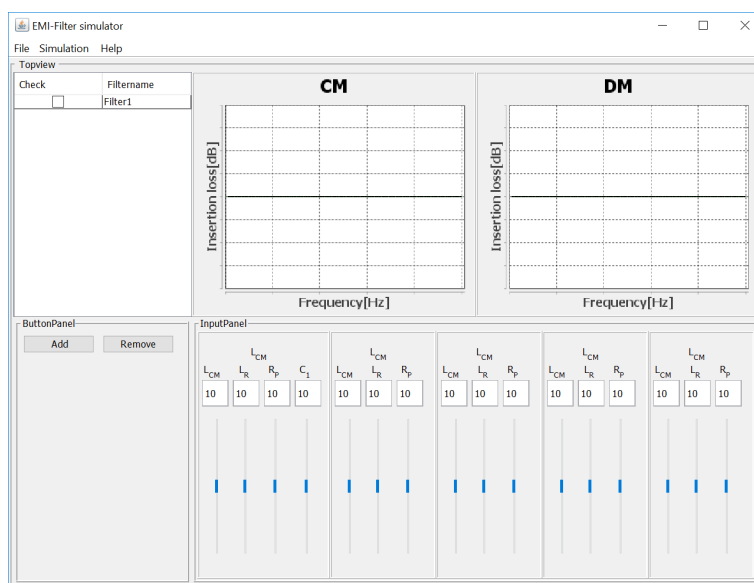 EMI-Filter simulator
File Simulation Help
Topview
Check Filtername
Filter1
CM
Insertion loss[dB]
Frequency[Hz]
DM
Insertion loss[dB]
Frequency[Hz]
ButtonPanel
Add Remove
InputPanel
LCM
LCM LR RP C1
10 10 10 10
LCM
LCM LR RP
10 10 10
LCM
LCM LR RP
10 10 10
LCM
LCM LR RP
10 10 10
LCM
LCM LR RP
10 10 10